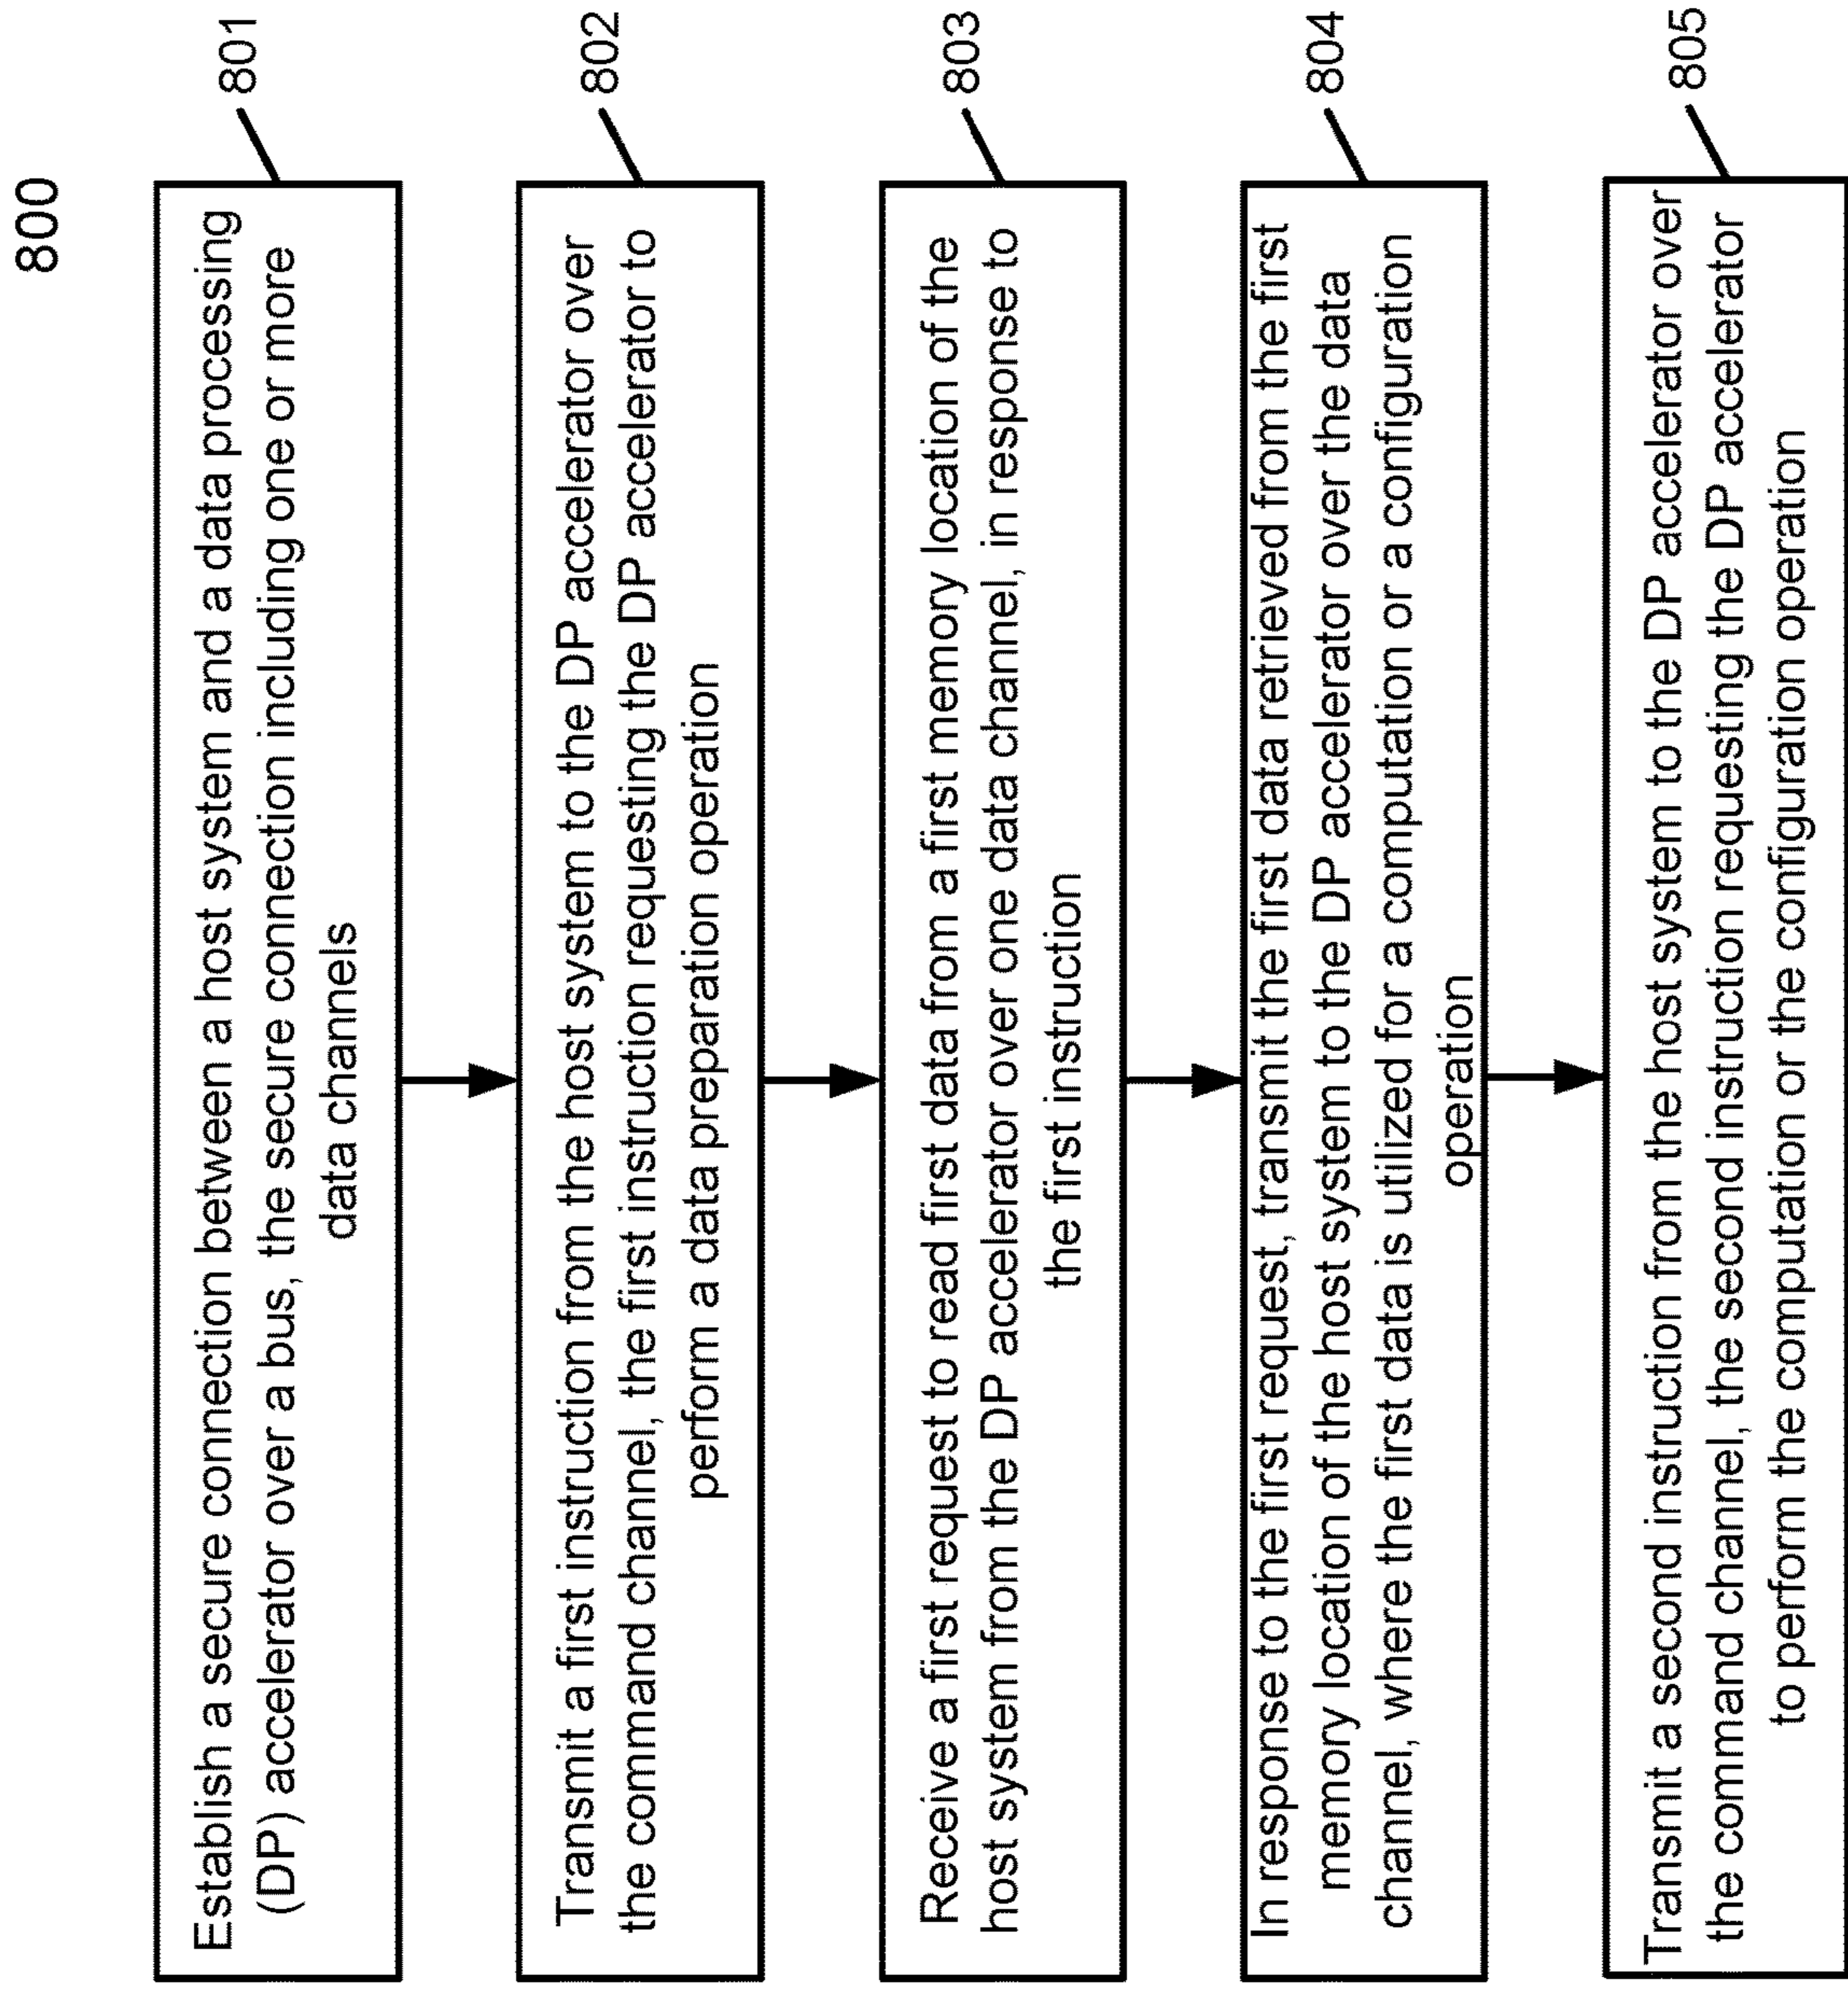 800
Establish a secure connection between a host system and a data processing
(DP) accelerator over a bus, the secure connection including one or more
data channels
801
Transmit a first instruction from the host system to the DP accelerator over
the command channel, the first instruction requesting the DP accelerator to
perform a data preparation operation
802
Receive a first request to read first data from a first memory location of the
host system from the DP accelerator over one data channel, in response to
the first instruction
803
In response to the first request, transmit the first data retrieved from the first
memory location of the host system to the DP accelerator over the data
channel, where the first data is utilized for a computation or a configuration
operation
804
Transmit a second instruction from the host system to the DP accelerator over
the command channel, the second instruction requesting the DP accelerator
to perform the computation or the configuration operation
805